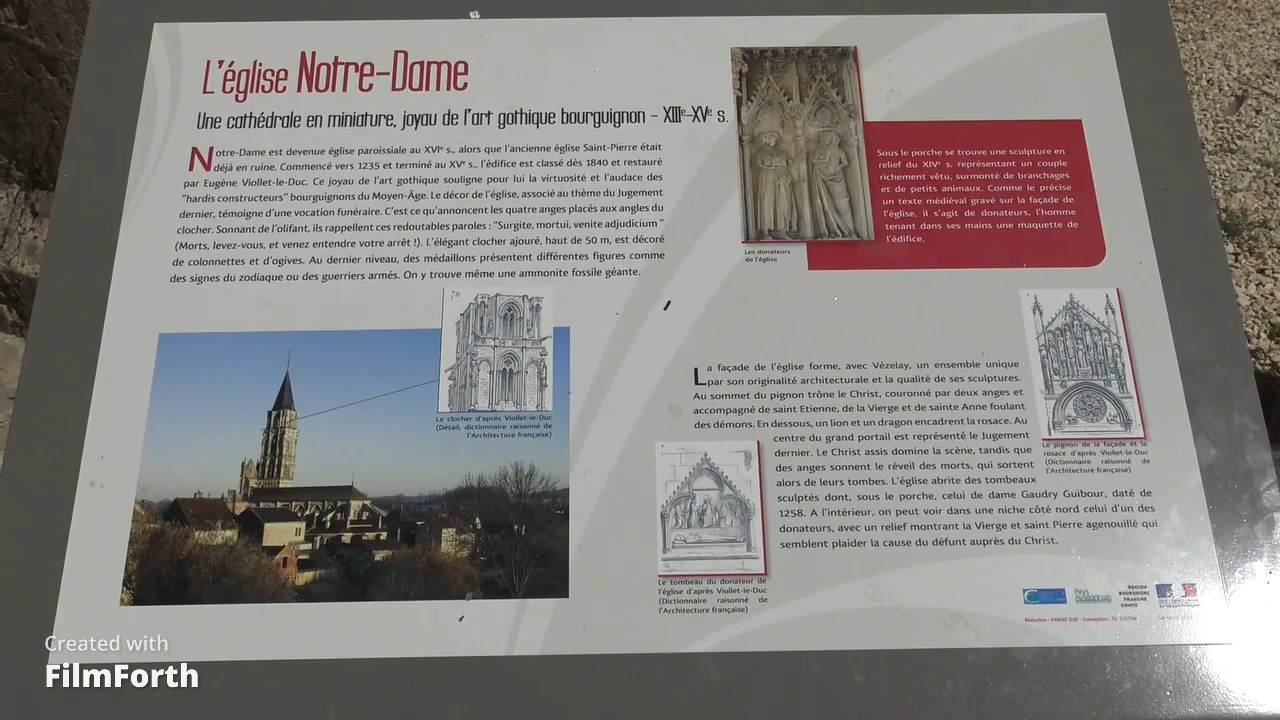 L'église Notre-Dame
Une cathédrale en miniature, joyau de l'art gothique bourguignon - XIIIe-XVe s.
Notre-Dame est devenue église paroissiale au XVIe s., alors que l'ancienne église Saint-Pierre était
déjà en ruine. Commencé vers 1235 et terminé au XVe s., l'édifice est classé dès 1840 et restauré
par Eugène Viollet-le-Duc. Ce joyau de l'art gothique souligne pour lui la virtuosité et l'audace des
"hardis constructeurs" bourguignons du Moyen-Âge. Le décor de l'église, associé au thème du Jugement
dernier, témoigne d'une vocation funéraire. C'est ce qu'annoncent les quatre anges placés aux angles du
clocher. Sonnant de l'olifant, ils rappellent ces redoutables paroles : "Surgite, mortui, venite adjudicium"
(Morts, levez-vous, et venez entendre votre arrêt !). L'élégant clocher ajouré, haut de 50 m, est décoré
de colonnettes et d'ogives. Au dernier niveau, des médaillons présentent différentes figures comme
des signes du zodiaque ou des guerriers armés. On y trouve même une ammonite fossile géante.
70
Le clocher d'après Viollet-le-Duc
(Détail, dictionnaire raisonné de
l'Architecture française)
Les donateurs
de l'église
Sous le porche se trouve une sculpture en
relief du XIVe s. représentant un couple
richement vêtu, surmonté de branchages
et de petits animaux. Comme le précise
un texte médiéval gravé sur la façade de
l'église, il s'agit de donateurs, l'homme
tenant dans ses mains une maquette de
l'édifice.
La façade de l'église forme, avec Vézelay, un ensemble unique
par son originalité architecturale et la qualité de ses sculptures.
Au sommet du pignon trône le Christ, couronné par deux anges et
accompagné de saint Etienne, de la Vierge et de sainte Anne foulant
des démons. En dessous, un lion et un dragon encadrent la rosace. Au
centre du grand portail est représenté le Jugement
dernier. Le Christ assis domine la scène, tandis que
des anges sonnent le réveil des morts, qui sortent
alors de leurs tombes. L'église abrite des tombeaux
sculptés dont, sous le porche, celui de dame Gaudry Guibour, daté de
1258. A l'intérieur, on peut voir dans une niche côté nord celui d'un des
donateurs, avec un relief montrant la Vierge et saint Pierre agenouillé qui
semblent plaider la cause du défunt auprès du Christ.
Le pignon de la façade et la
rosace d'après Viollet-le-Duc
(Dictionnaire raisonné de
l'Architecture française)
Le tombeau du donateur de
l'église d'après Viollet-le-Duc
(Dictionnaire raisonné de
l'Architecture française)
REGION
BOURGOGNE
FRANCHE
COMTE
Created with
FilmForth